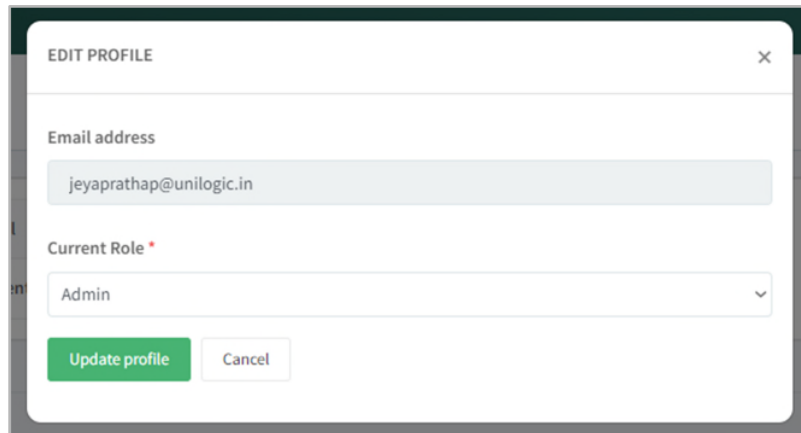 EDIT PROFILE ×
Email address
jeyaprathap@unilogic.in
Current Role *
Admin
Update profile Cancel